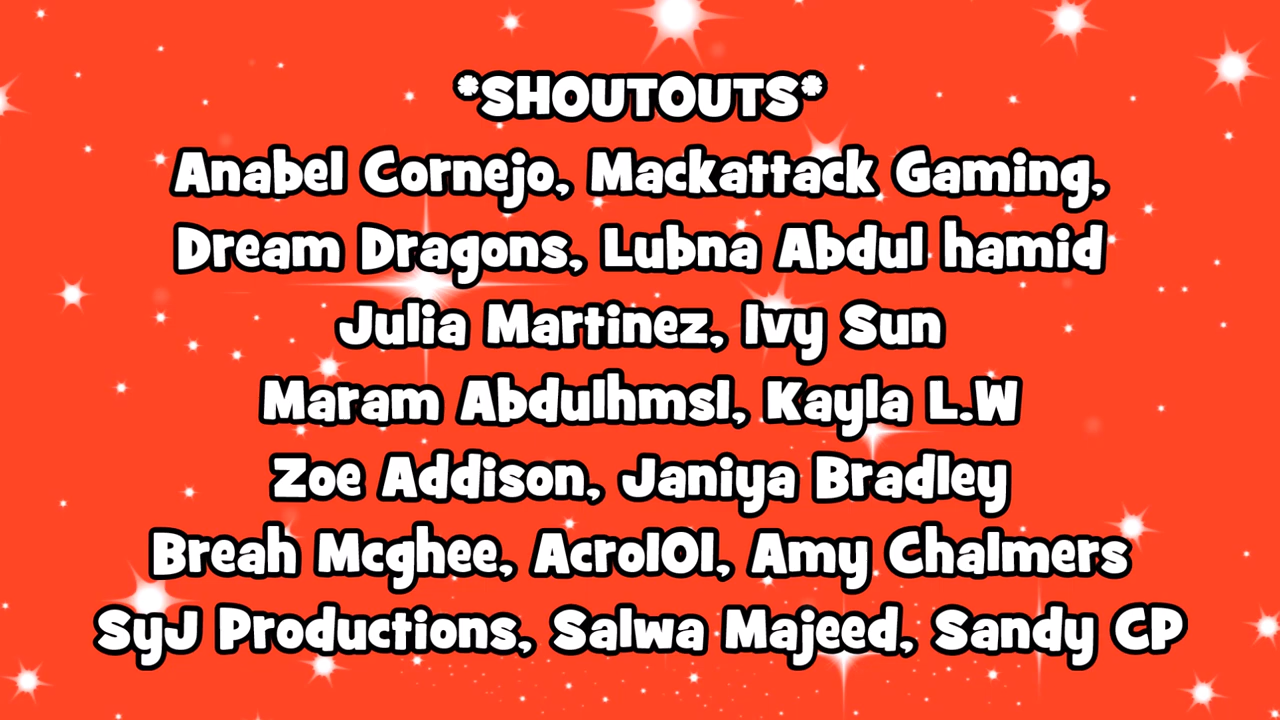 *SHOUTOUTS*
Anabel Cornejo, Mackattack Gaming,
Dream Dragons, Lubna Abdul hamid
Julia Martinez, Ivy Sun
Maram Abdulhmsl, Kayla L.W
Zoe Addison, Janiya Bradley
Breah Mcghee, Acrol0l, Amy Chalmers
SyJ Productions, Salwa Majeed, Sandy CP